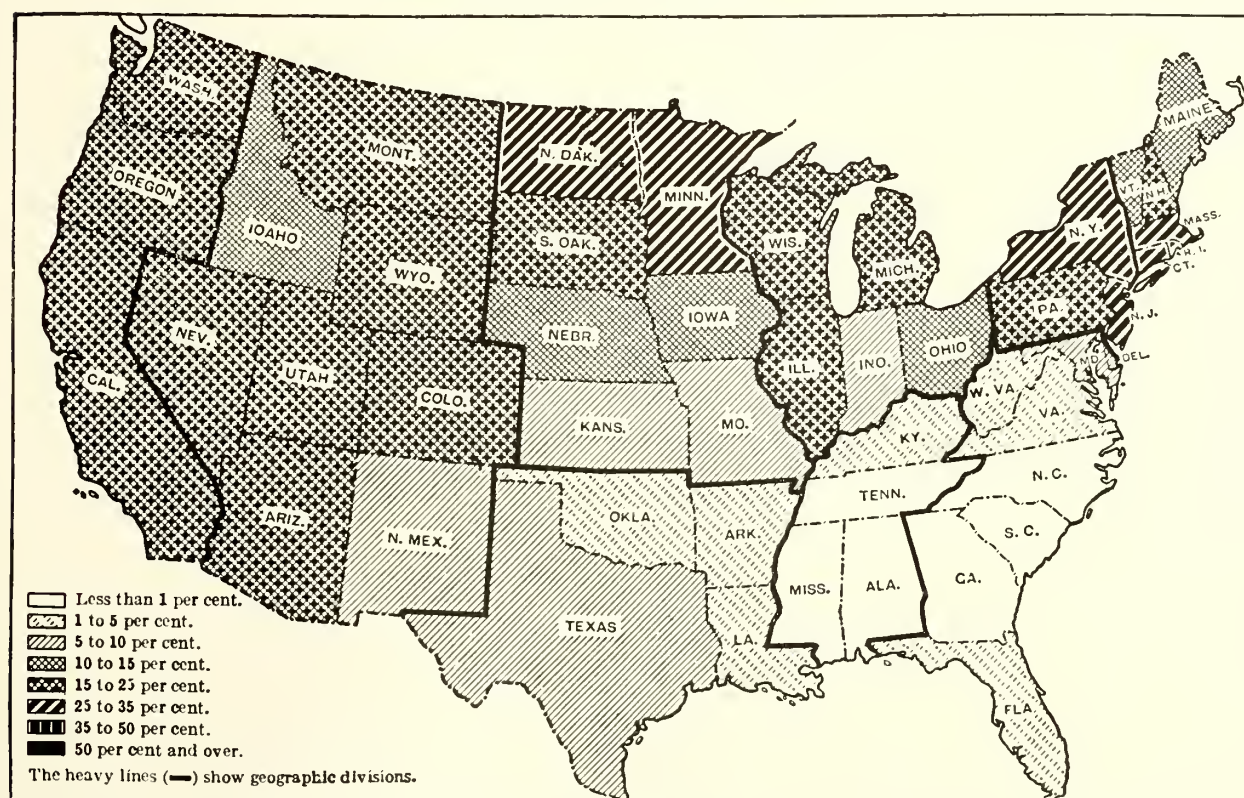 WASH.
OREGON
CAL.
IOAHO
NEV.
MONT.
WYO.
UTAH
COLO.
ARIZ.
N. MEX.
N. DAK.
S. OAK.
NEBR.
KANS.
OKLA.
TEXAS
MINN.
IOWA
MO.
ARK.
LA.
WIS.
ILL.
MICH.
INO.
OHIO
KY.
TENN.
MISS.
ALA.
GA.
FLA.
S. C.
N. C.
VA.
W. VA.
MD.
DEL.
PA.
N. J.
N. Y.
CT.
R. I.
MASS.
VT.
N.H.
MAINE
Less than 1 per cent.
1 to 5 per cent.
5 to 10 per cent.
10 to 15 per cent.
15 to 25 per cent.
25 to 35 per cent.
35 to 50 per cent.
50 per cent and over.
The heavy lines (▬) show geographic divisions.